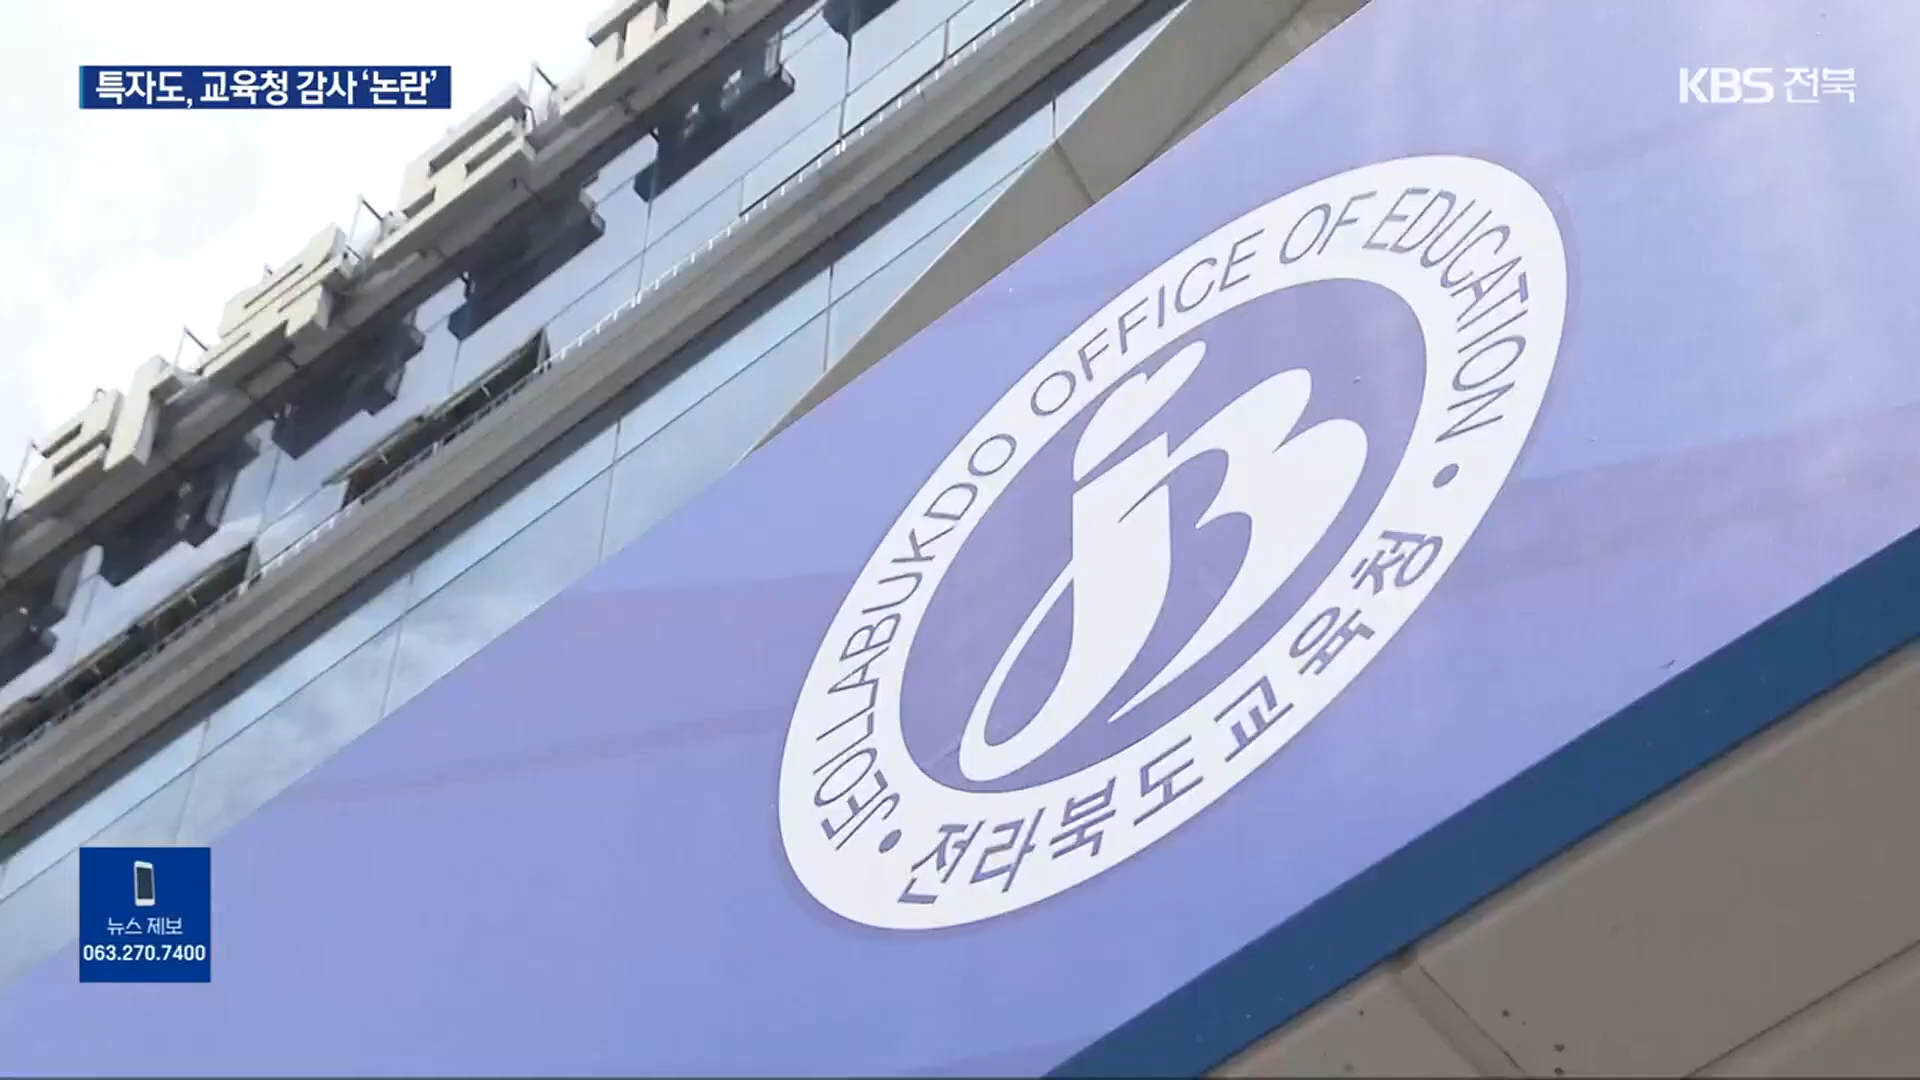 특자도, 교육청 감사 ‘논란’
KBS 전북
JEOLLABUKDO OFFICE OF EDUCATION
전라북도교육청
뉴스 제보
063.270.7400